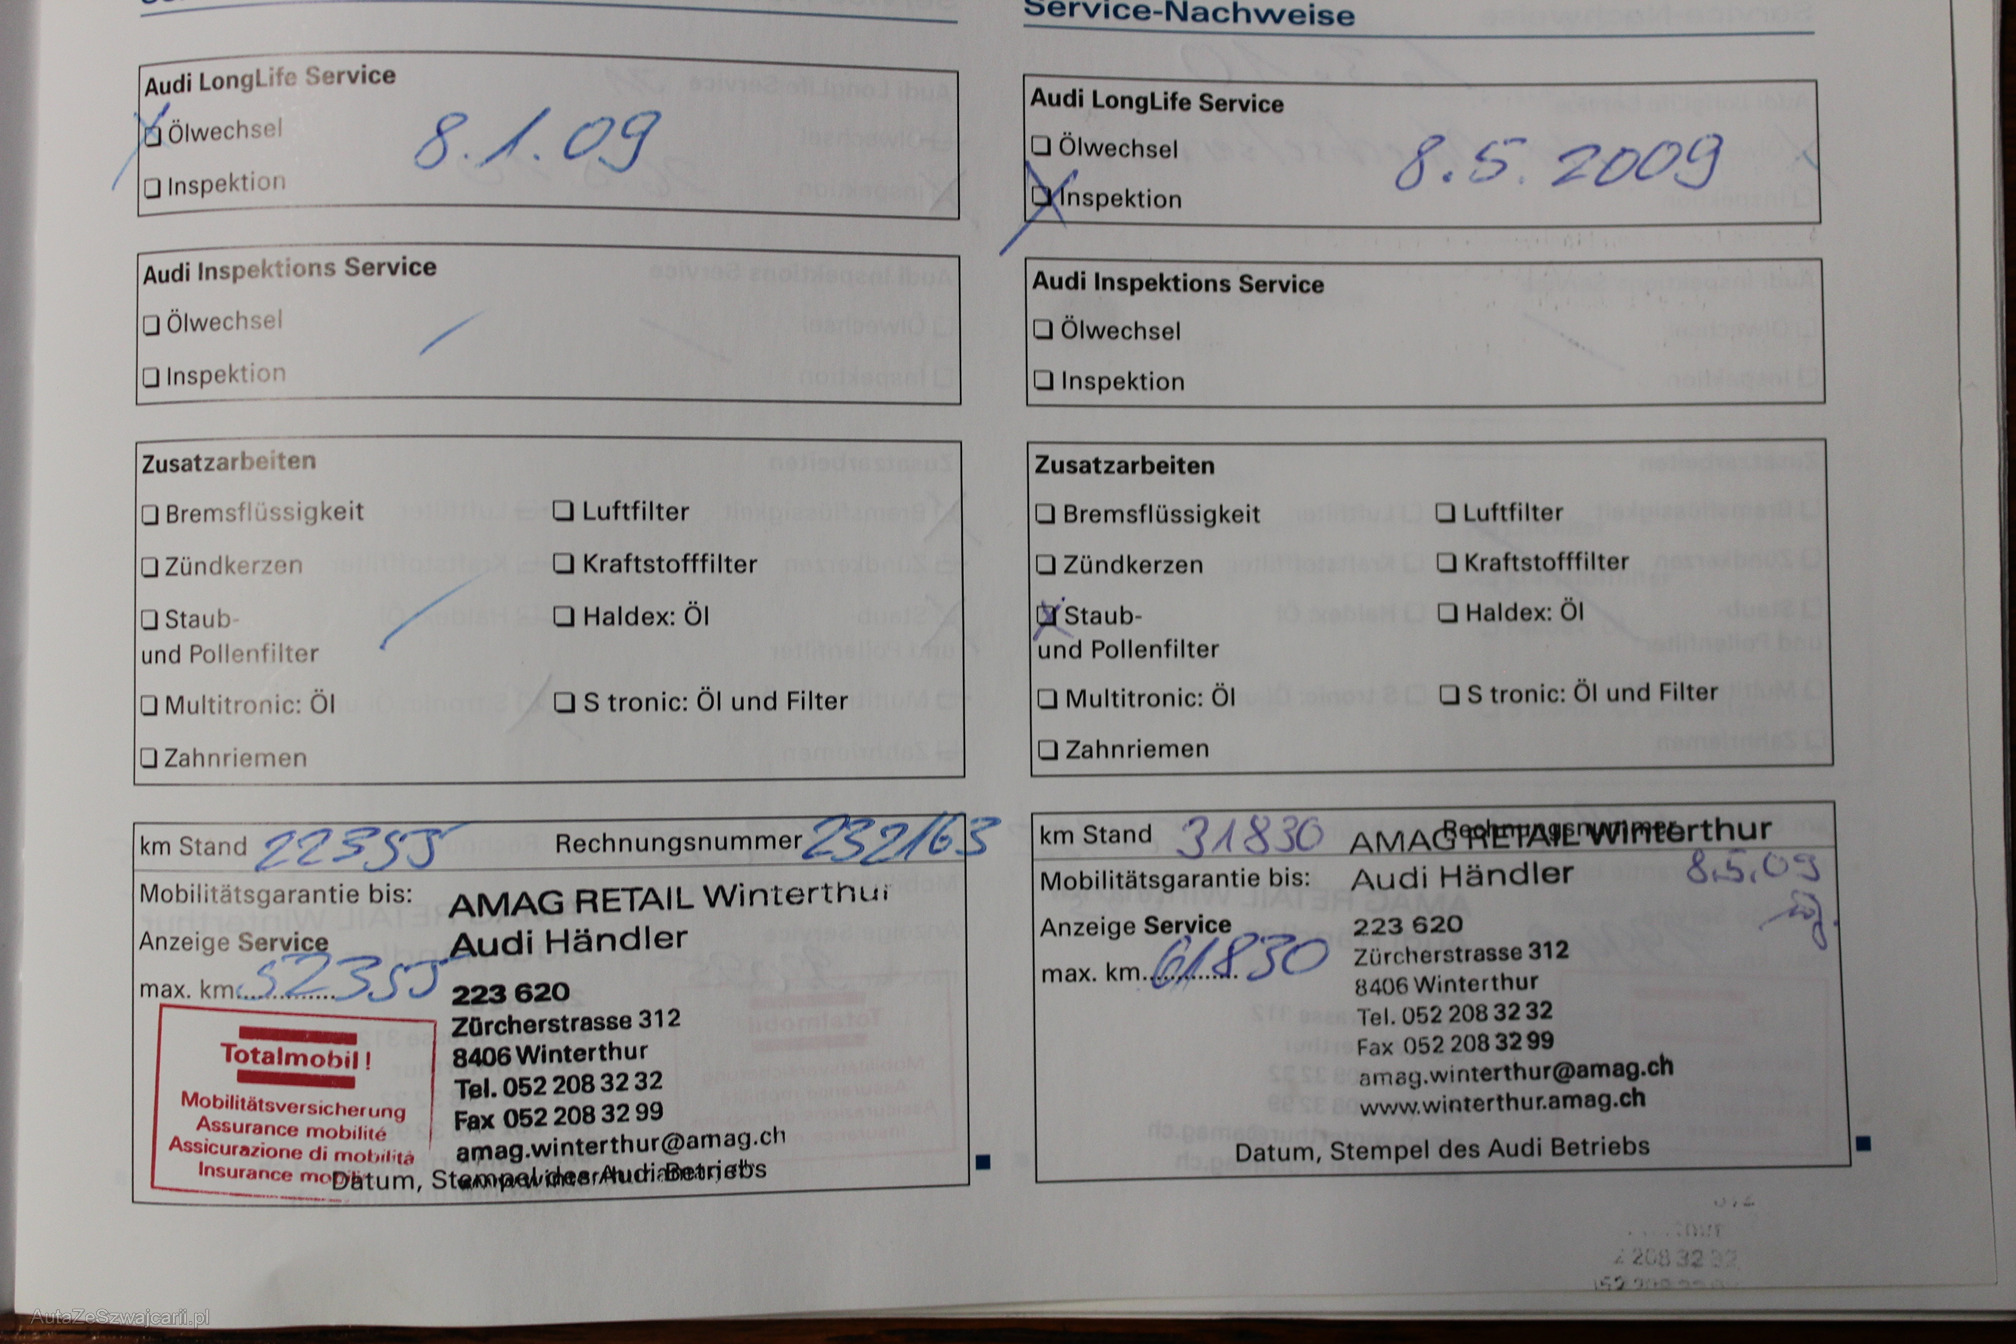 Service-Nachweise
Audi LongLife Service
Ölwechsel
8.1.09
Inspektion
Audi Inspektions Service
Ölwechsel
Inspektion
Zusatzarbeiten
Bremsflüssigkeit
Luftfilter
Zündkerzen
Kraftstofffilter
Staub-
und Pollenfilter
Haldex: Öl
Multitronic: Öl
S tronic: Öl und Filter
Zahnriemen
km Stand 22355 Rechnungsnummer 232163
Mobilitätsgarantie bis:
Anzeige Service
max. km 52355
AMAG RETAIL Winterthur
Audi Händler
223 620
Zürcherstrasse 312
8406 Winterthur
Tel. 052 208 32 32
Fax 052 208 32 99
amag.winterthur@amag.ch
Totalmobil!
Mobilitätsversicherung
Assurance mobilité
Assicurazione di mobilità
Insurance
Datum, Stempel des Audi Betriebs
Audi LongLife Service
Ölwechsel
8.5.2009
Inspektion
Audi Inspektions Service
Ölwechsel
Inspektion
Zusatzarbeiten
Bremsflüssigkeit
Luftfilter
Zündkerzen
Kraftstofffilter
Staub-
und Pollenfilter
Haldex: Öl
Multitronic: Öl
S tronic: Öl und Filter
Zahnriemen
km Stand 31830 Rechnungsnummer
Mobilitätsgarantie bis:
Anzeige Service
max. km 61830
AMAG RETAIL Winterthur
Audi Händler
8.5.09
223 620
Zürcherstrasse 312
8406 Winterthur
Tel. 052 208 32 32
Fax 052 208 32 99
amag.winterthur@amag.ch
www.winterthur.amag.ch
Datum, Stempel des Audi Betriebs
AutaZeSzwajcarii.pl